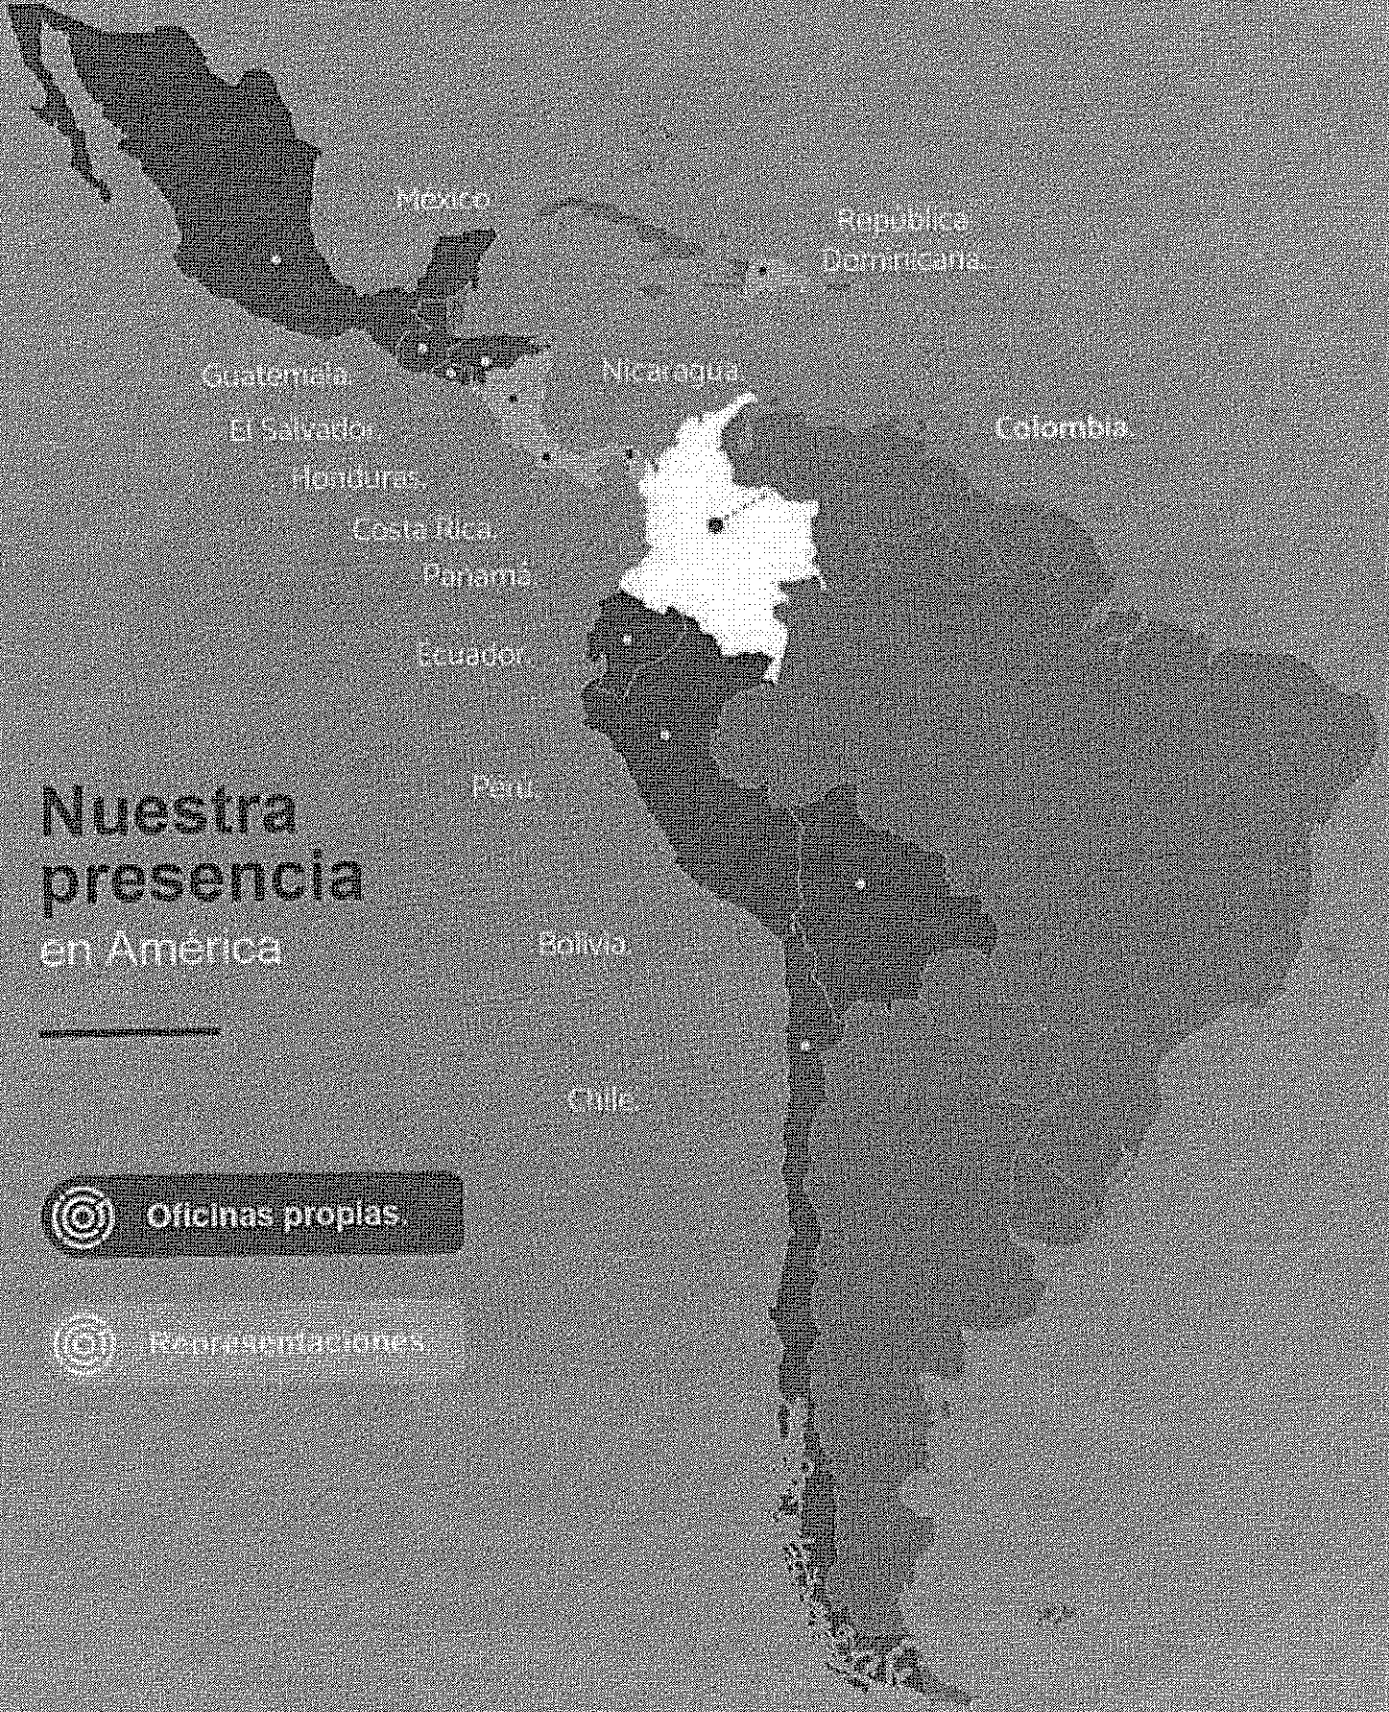 México
República
Dominicana.
Guatemala.
Nicaragua.
El Salvador.
Colombia.
Honduras.
Costa Rica.
Panamá.
Ecuador.
Perú.
Nuestra
presencia
en América
Bolivia.
Chile.
Oficinas propias.
Representaciones.